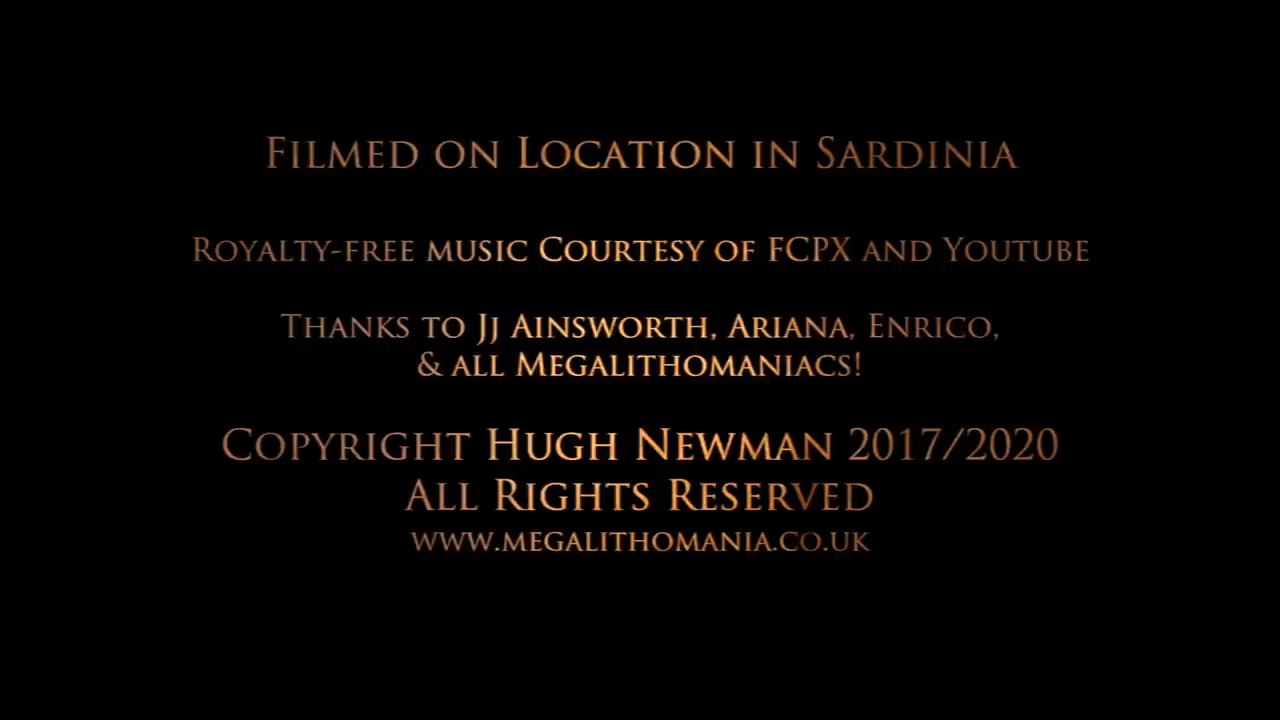 Filmed on Location in Sardinia
Royalty-free music Courtesy of FCPX and Youtube
Thanks to Jj Ainsworth, Ariana, Enrico,
& all Megalithomaniacs!
Copyright Hugh Newman 2017/2020
All Rights Reserved
www.megalithomania.co.uk